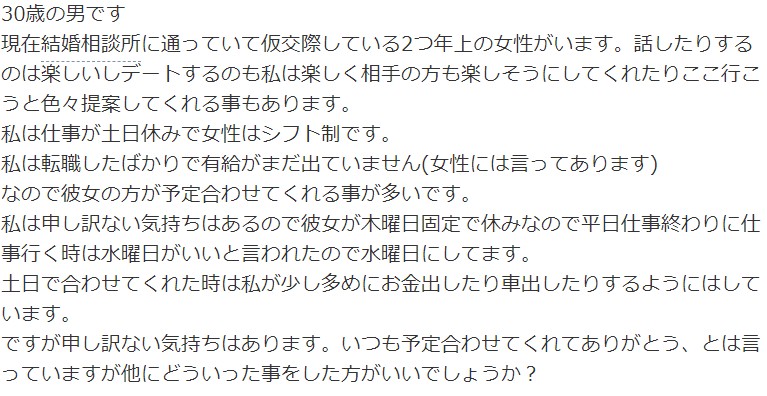 30歳の男です
現在結婚相談所に通っていて仮交際している2つ年上の女性がいます。話したりする
のは楽しいしデートするのも私は楽しく相手の方も楽しそうにしてくれたりここ行こ
うと色々提案してくれる事もあります。
私は仕事が土日休みで女性はシフト制です。
私は転職したばかりで有給がまだ出ていません(女性には言ってあります)
なので彼女の方が予定合わせてくれる事が多いです。
私は申し訳ない気持ちはあるので彼女が木曜日固定で休みなので平日仕事終わりに仕
事行く時は水曜日がいいと言われたので水曜日にしてます。
土日で合わせてくれた時は私が少し多めにお金出したり車出したりするようにはして
います。
ですが申し訳ない気持ちはあります。いつも予定合わせてくれてありがとう、とは言
っていますが他にどういった事をした方がいいでしょうか？